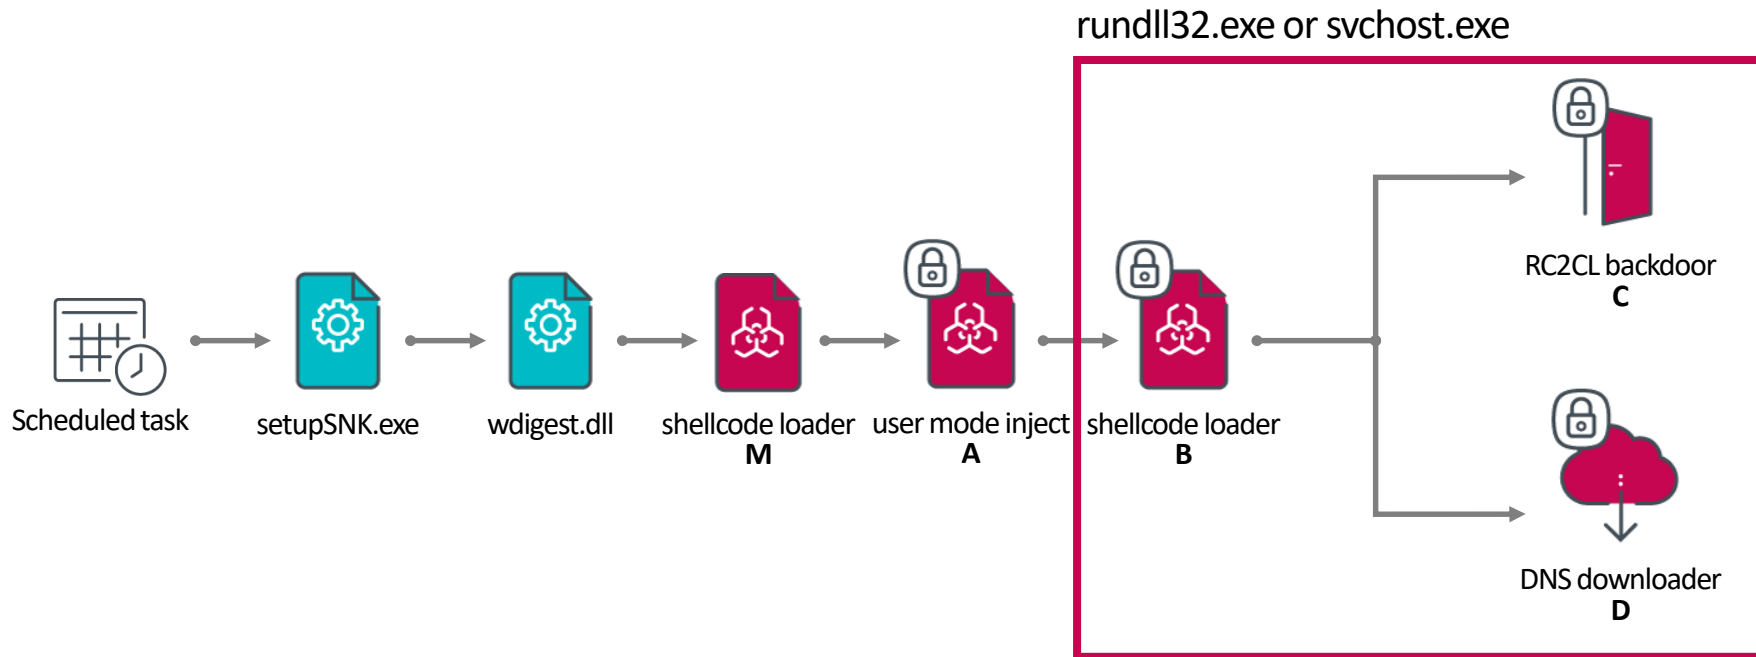 rundll32.exe or svchost.exe
RC2CL backdoor
C
Scheduled task
setupSNK.exe
wdigest.dll
shellcode loader
M
user mode inject
A
shellcode loader
B
DNS downloader
D